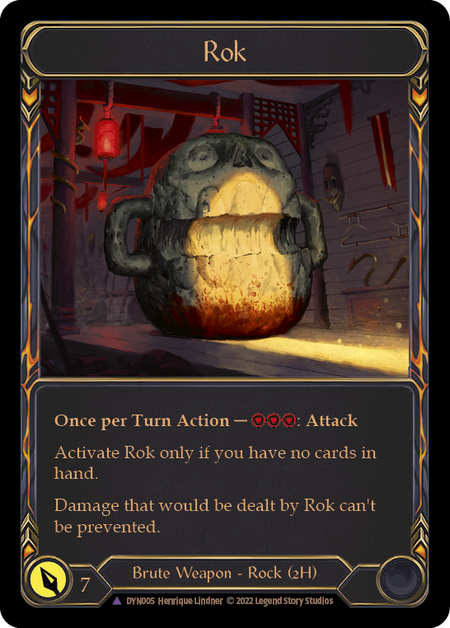 Rok
Once per Turn Action — : Attack
Activate Rok only if you have no cards in
hand.
Damage that would be dealt by Rok can't
be prevented.
7
Brute Weapon - Rock (2H)
DYN005 Henrique Lindner © 2022 Legend Story Studios